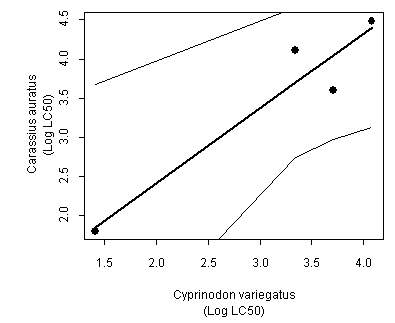 Carassius auratus
(Log LC50)
4.5
4.0
3.5
3.0
2.5
2.0
1.5 2.0 2.5 3.0 3.5 4.0
Cyprinodon variegatus
(Log LC50)